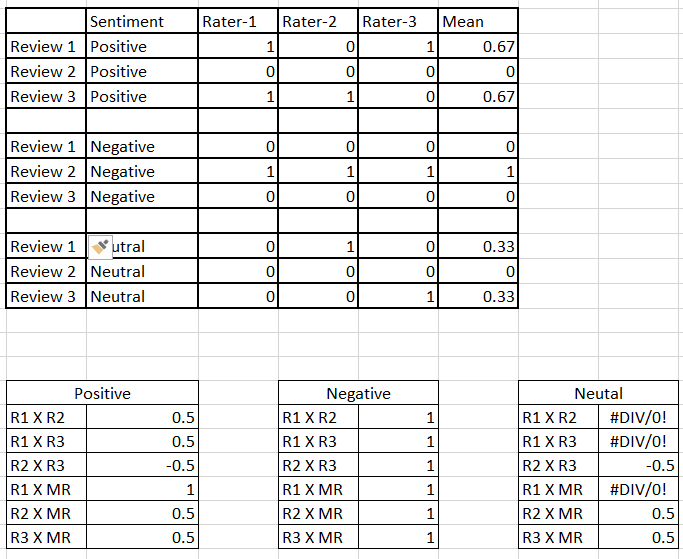 Sentiment Rater-1 Rater-2 Rater-3 Mean
Review 1 Positive 1 0 1 0.67
Review 2 Positive 0 0 0 0
Review 3 Positive 1 1 0 0.67
Review 1 Negative 0 0 0 0
Review 2 Negative 1 1 1 1
Review 3 Negative 0 0 0 0
Review 1 utral 0 1 0 0.33
Review 2 Neutral 0 0 0 0
Review 3 Neutral 0 0 1 0.33
Positive Negative Neutal
R1 X R2 0.5 R1 X R2 1 R1 X R2 #DIV/0!
R1 X R3 0.5 R1 X R3 1 R1 X R3 #DIV/0!
R2 X R3 -0.5 R2 X R3 1 R2 X R3 -0.5
R1 X MR 1 R1 X MR 1 R1 X MR #DIV/0!
R2 X MR 0.5 R2 X MR 1 R2 X MR 0.5
R3 X MR 0.5 R3 X MR 1 R3 X MR 0.5